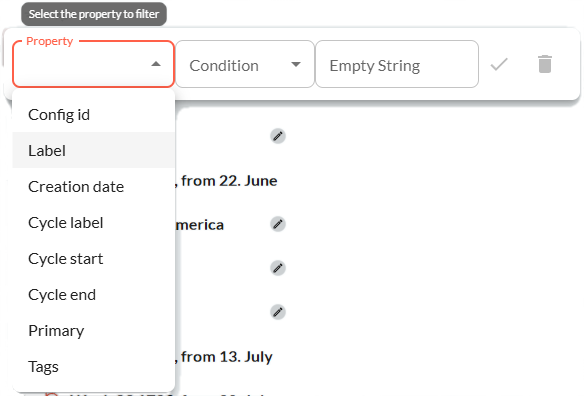 Select the property to filter
Property
Condition
Empty String
Config id
Label
Creation date
, from 22. June
Cycle label
merica
Cycle start
Cycle end
Primary
, from 13. July
Tags